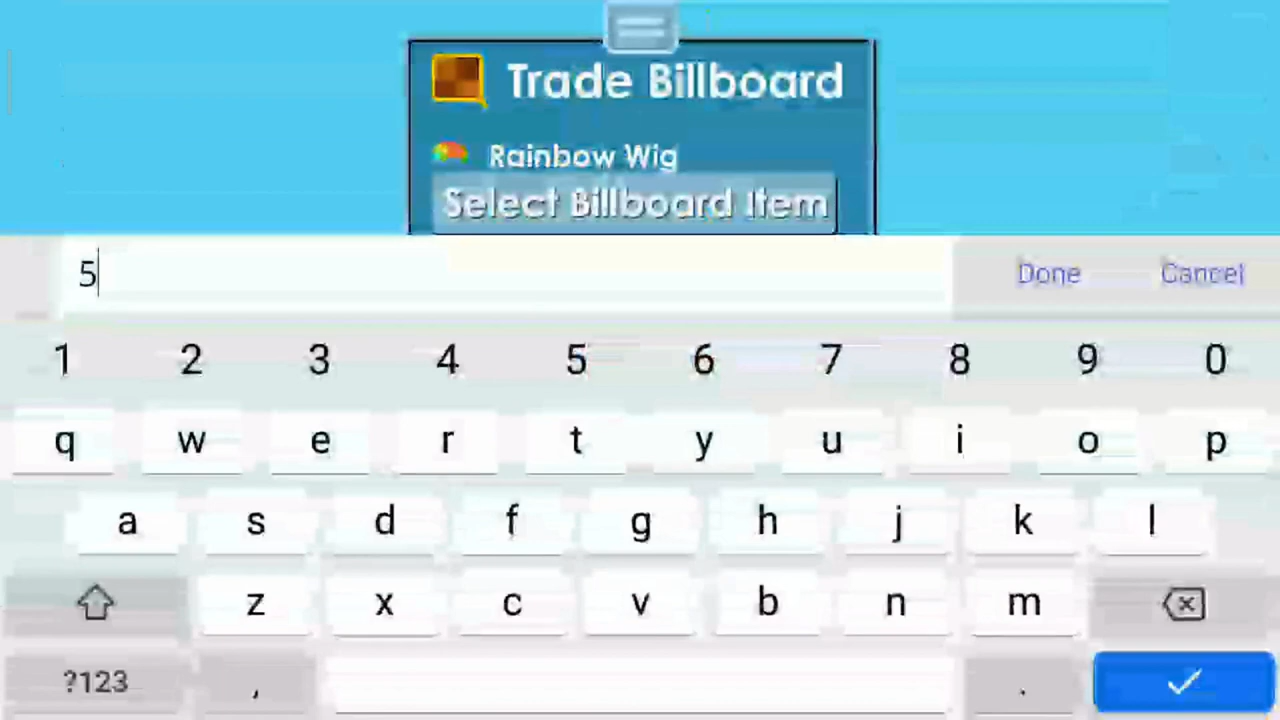 Trade Billboard
Rainbow Wig
Select Billboard Item
5 Done Cancel
1 2 3 4 5 6 7 8 9 0
q w e r t y u i o p
a s d f g h j k l
z x c v b n m
?123 , .